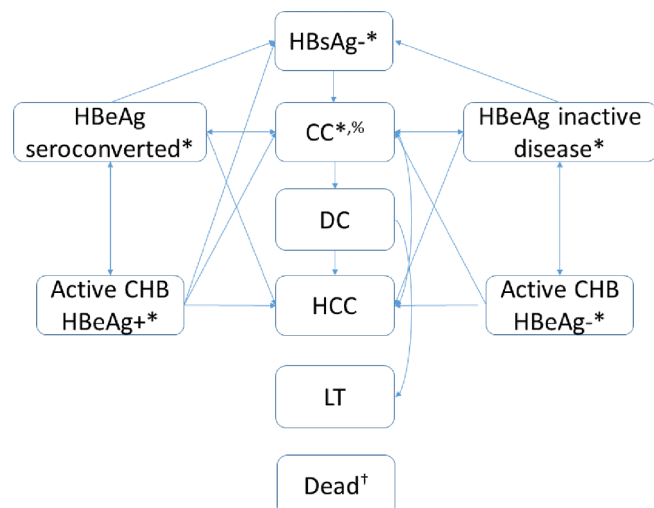 HBsAg-*
HBeAg
seroconverted*
CC*,%
HBeAg inactive
disease*
DC
Active CHB
HBeAg+*
HCC
Active CHB
HBeAg-*
LT
Dead†